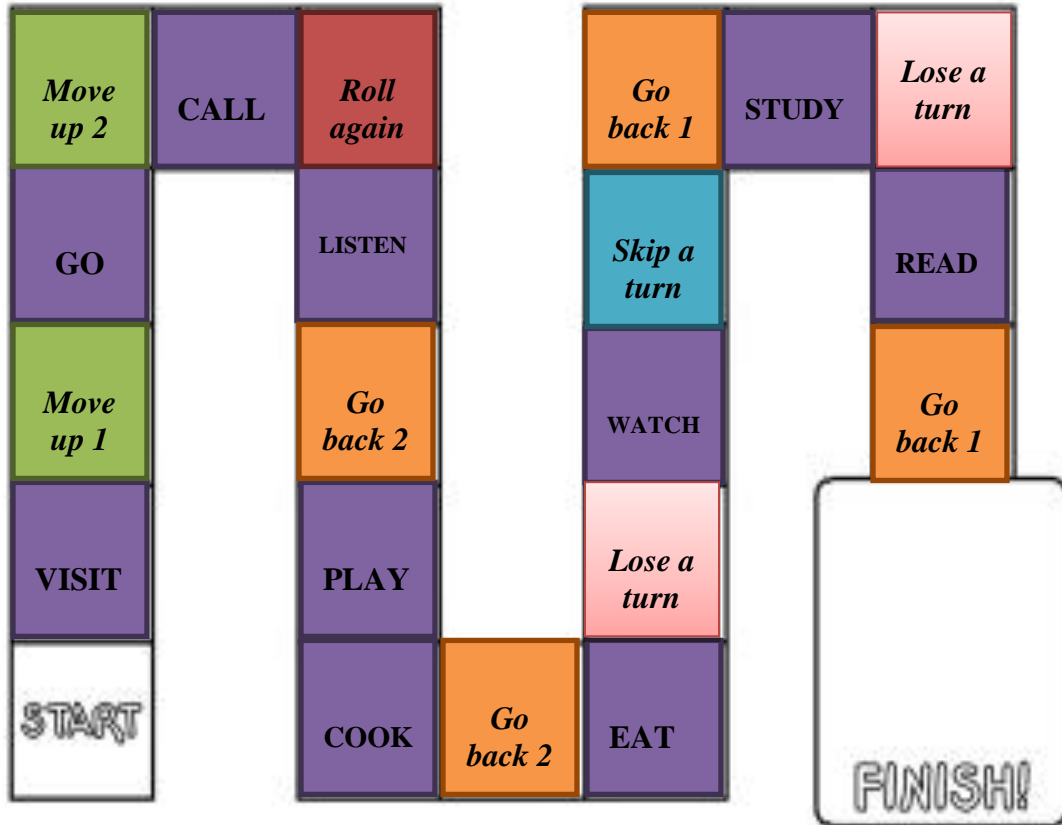 Move
up 2
CALL
Roll
again
Go
back 1
STUDY
Lose a
turn
GO
LISTEN
Skip a
turn
READ
Move
up 1
Go
back 2
WATCH
Go
back 1
VISIT
PLAY
Lose a
turn
START
COOK
Go
back 2
EAT
FINISH!